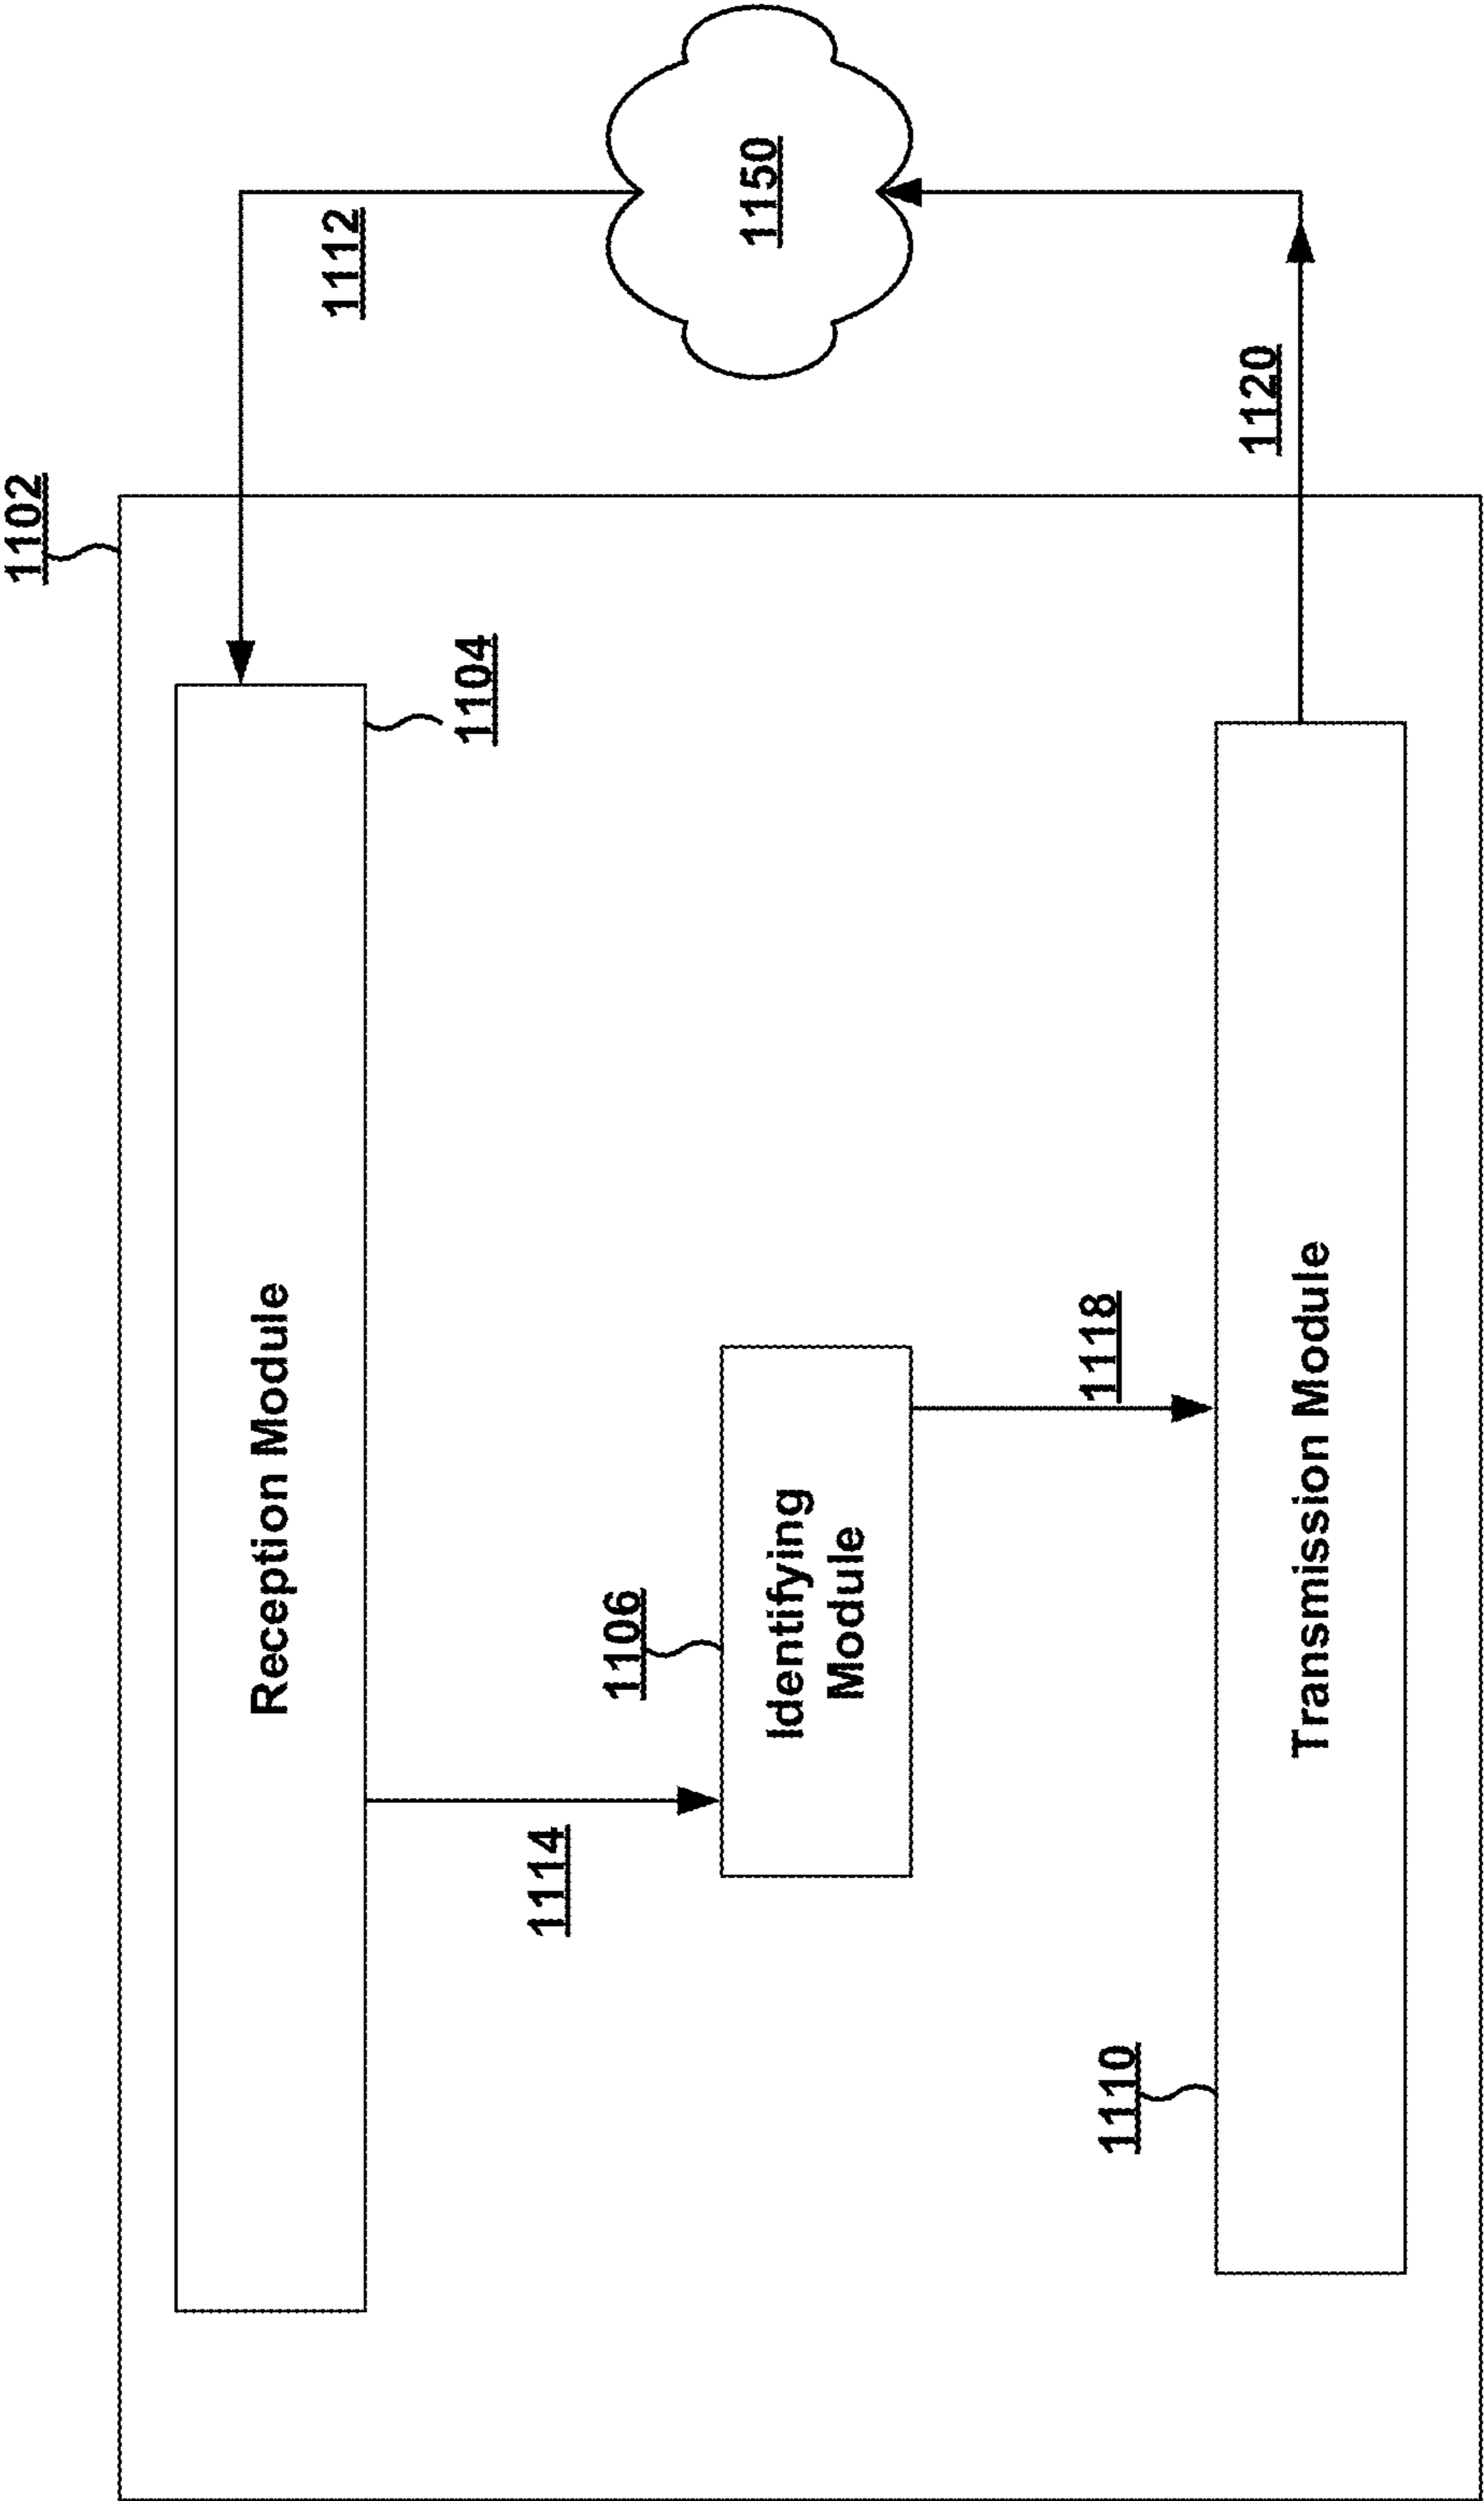 1102
1112
1150
1104
Reception Module
1114
1106
Identifying
Module
1118
1120
1110
Transmission Module